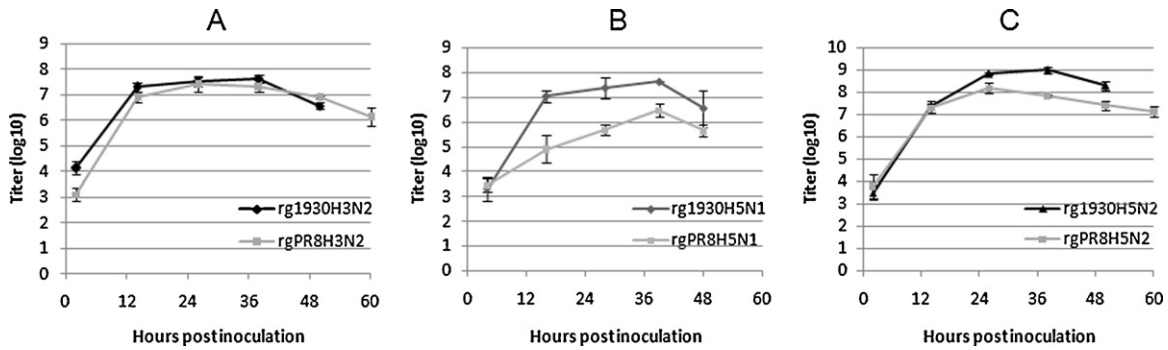 A
Titer (log10)
9
8
7
6
5
4
3
2
1
0
rg1930H3N2
rgPR8H3N2
0 12 24 36 48 60
Hours postinoculation
B
Titer (log10)
9
8
7
6
5
4
3
2
1
0
rg1930H5N1
rgPR8H5N1
0 12 24 36 48 60
Hours postinoculation
C
Titer (log10)
10
9
8
7
6
5
4
3
2
1
0
rg1930H5N2
rgPR8H5N2
0 12 24 36 48 60
Hours postinoculation